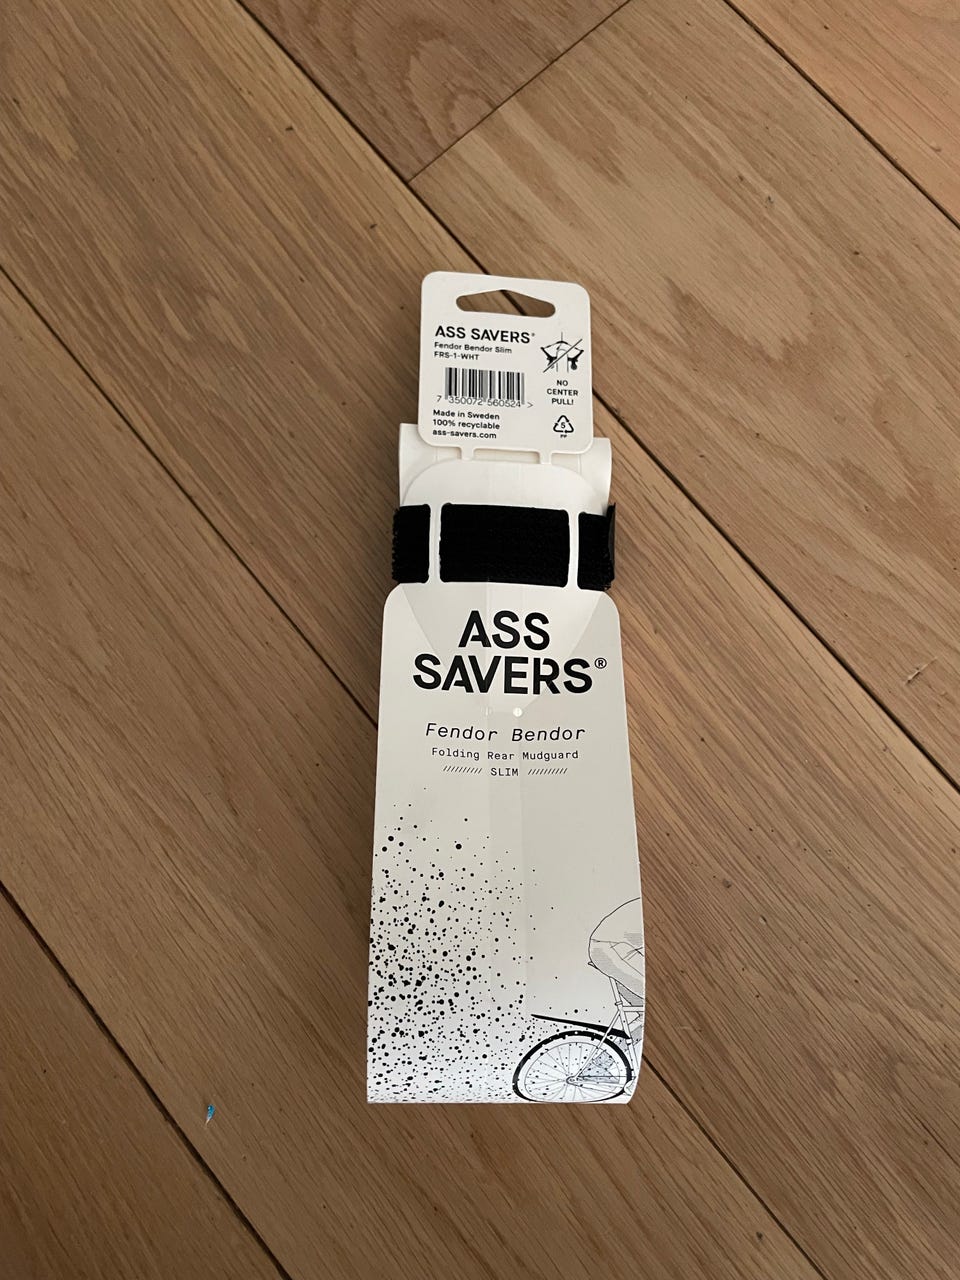 ASS SAVERS®
Fendor Bendor Slim
FRS-1-WHT
NO
CENTER
PULL!
7 350072 560524 >
Made in Sweden
100% recyclable
ass-savers.com
5
PP
ASS
SAVERS®
Fendor Bendor
Folding Rear Mudguard
////////// SLIM //////////